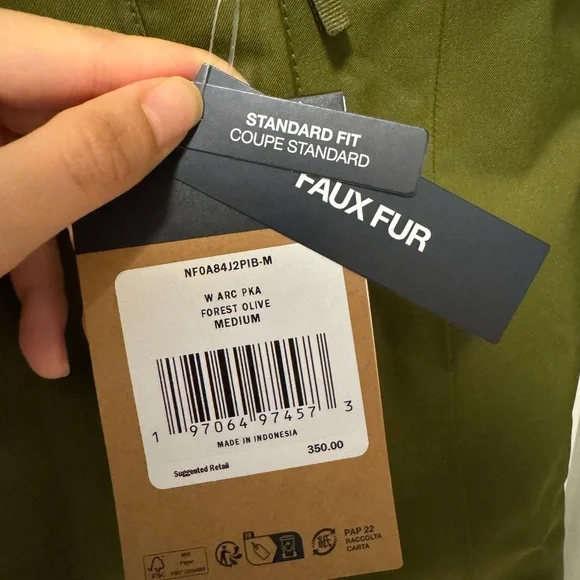 STANDARD FIT
COUPE STANDARD
FAUX FUR
NF0A84J2PIB-M
W ARC PKA
FOREST OLIVE
MEDIUM
1 97064 97457 3
MADE IN INDONESIA
350.00
Suggested Retail
PAP 22
RACCOLTA
CARTA
FSC